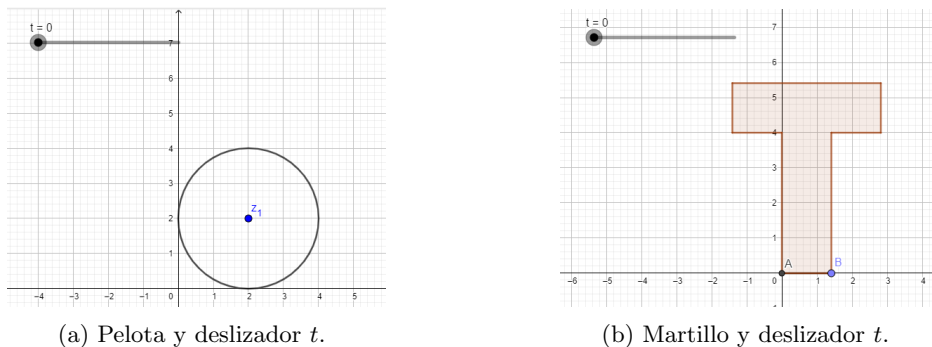 t = 0
7
6
5
4
3
2
z1
1
−4 −3 −2 −1 0 1 2 3 4 5
(a) Pelota y deslizador t.
t = 0
7
6
5
4
3
2
1
A B
−6 −5 −4 −3 −2 −1 0 1 2 3 4
(b) Martillo y deslizador t.